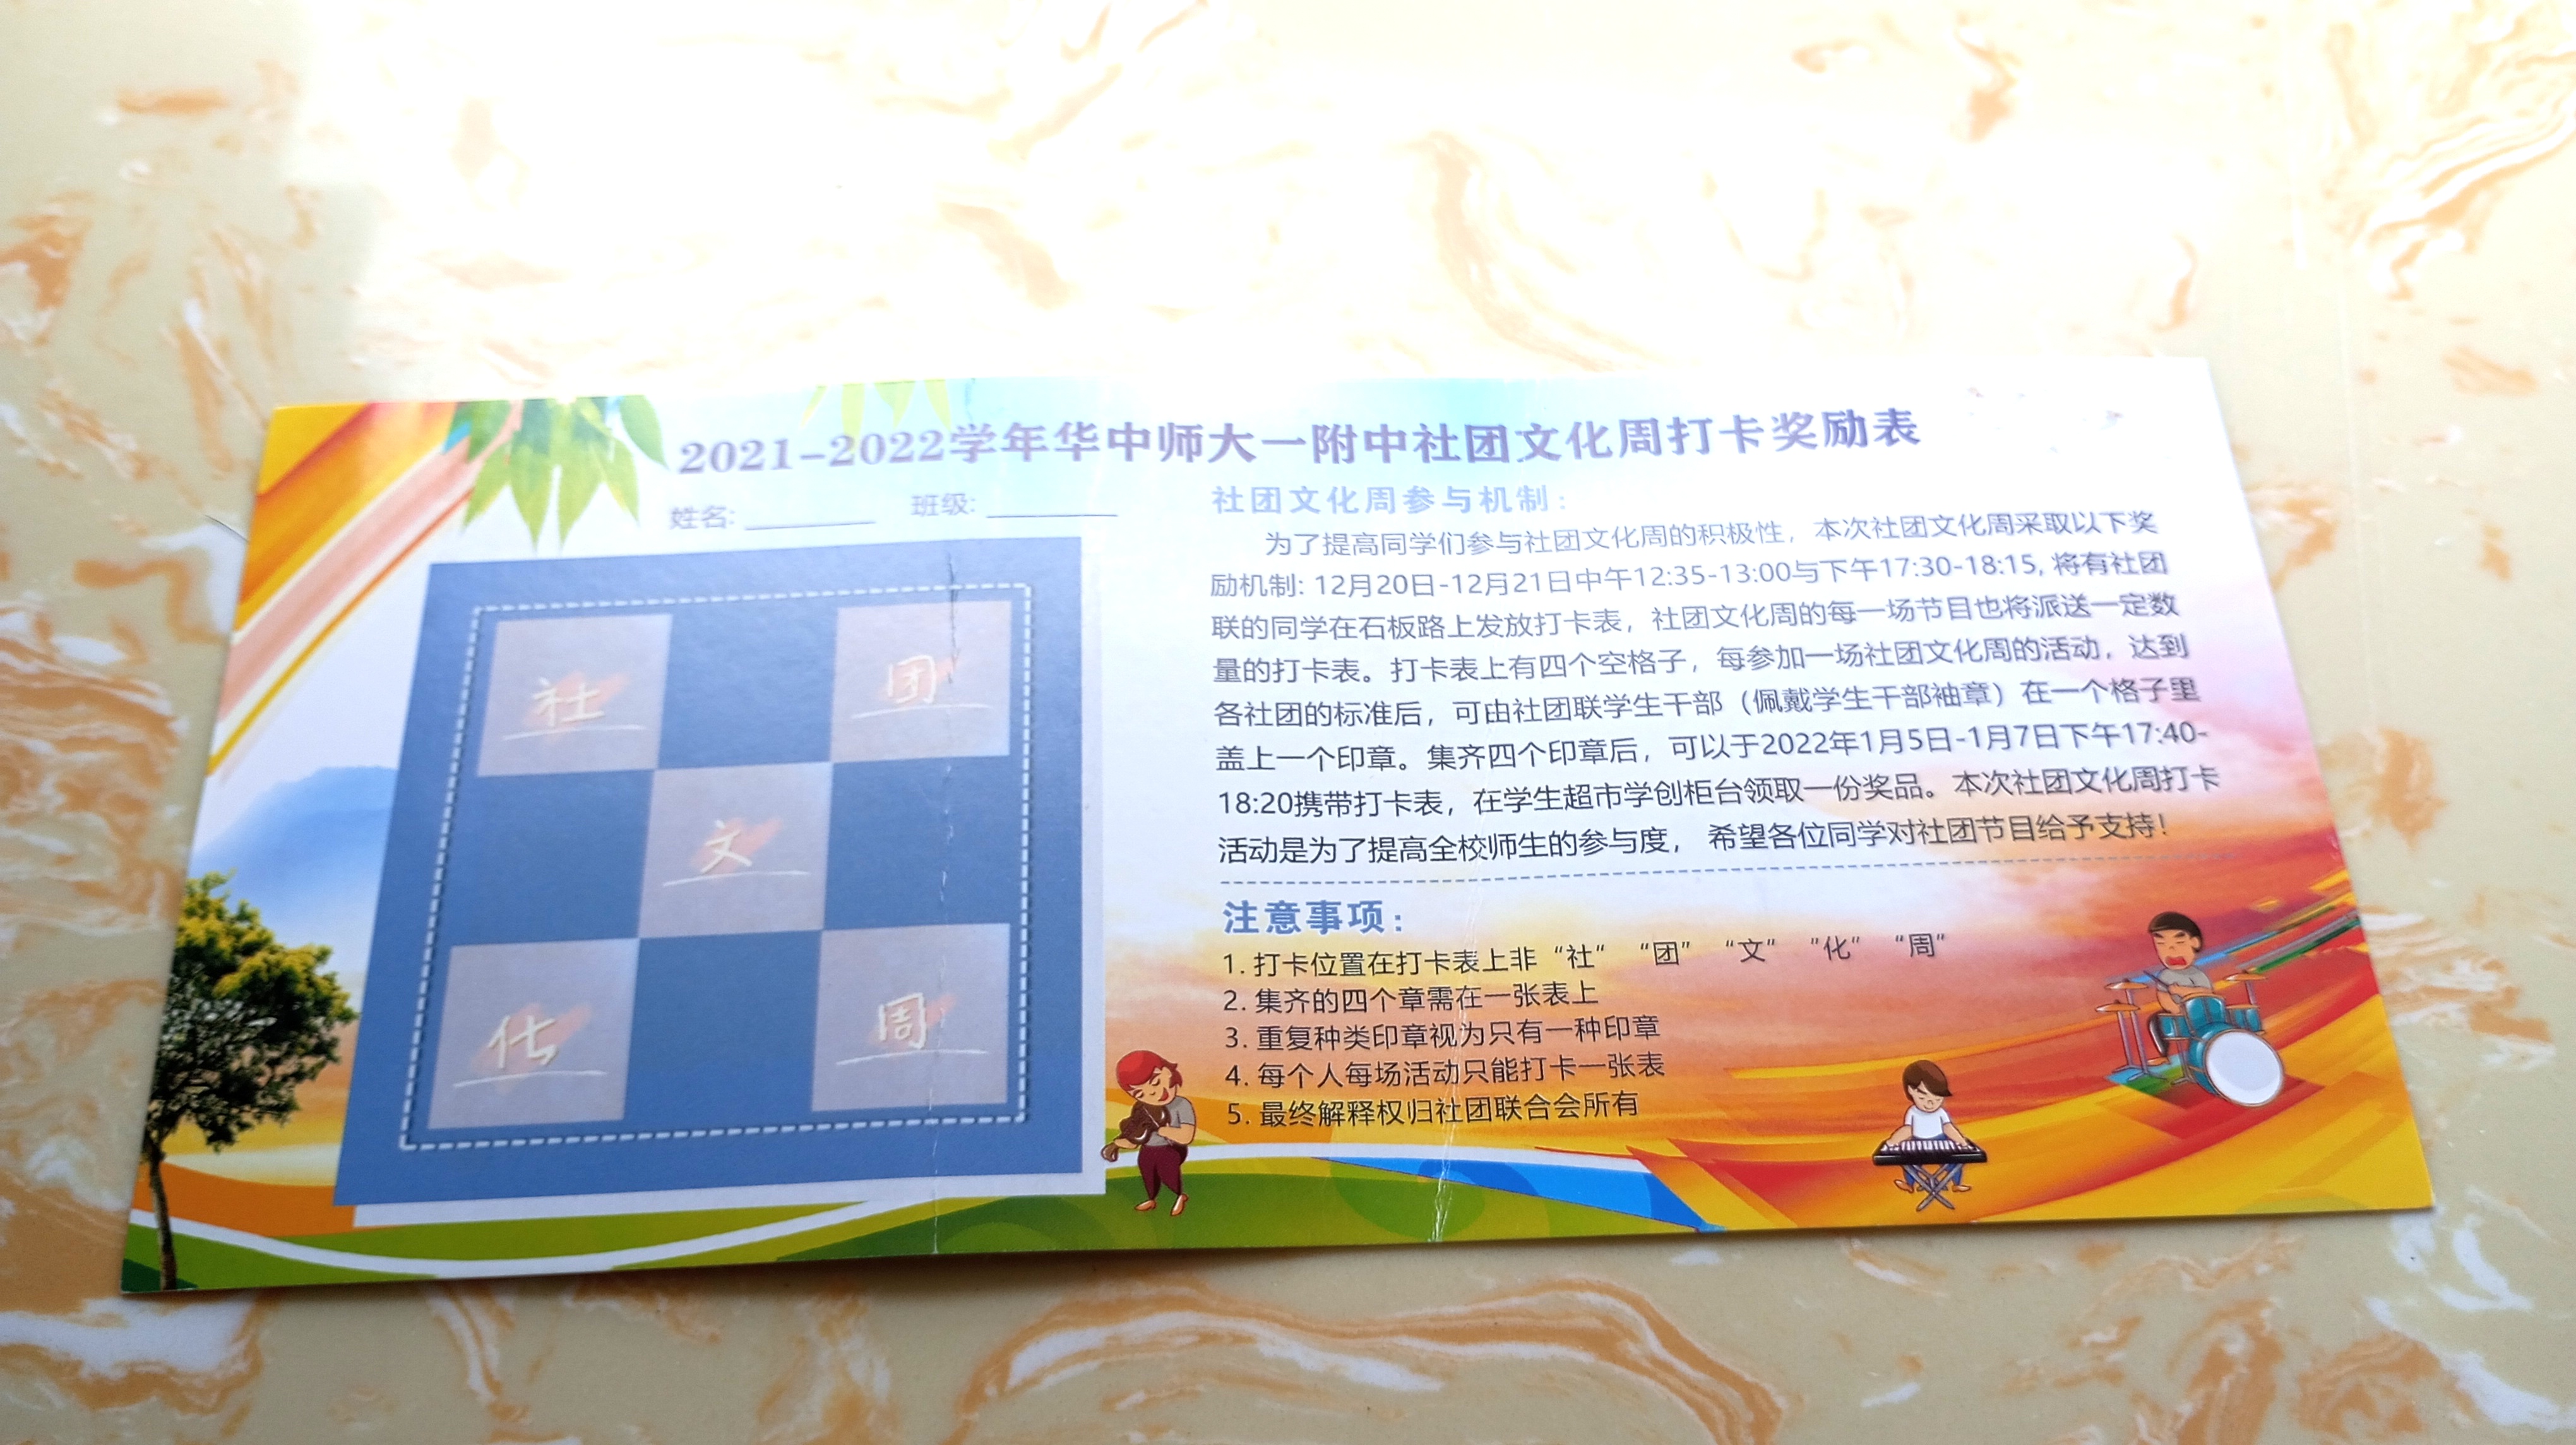 2021-2022学年华中师大一附中社团文化周打卡奖励表
姓名: ________ 班级: ________
社
团
文
化
周
社团文化周参与机制：
为了提高同学们参与社团文化周的积极性，本次社团文化周采取以下奖
励机制: 12月20日-12月21日中午12:35-13:00与下午17:30-18:15, 将有社团
联的同学在石板路上发放打卡表，社团文化周的每一场节目也将派送一定数
量的打卡表。打卡表上有四个空格子，每参加一场社团文化周的活动，达到
各社团的标准后，可由社团联学生干部（佩戴学生干部袖章）在一个格子里
盖上一个印章。集齐四个印章后，可以于2022年1月5日-1月7日下午17:40-
18:20携带打卡表，在学生超市学创柜台领取一份奖品。本次社团文化周打卡
活动是为了提高全校师生的参与度， 希望各位同学对社团节目给予支持！
注意事项：
1. 打卡位置在打卡表上非“社” “团” “文” “化” “周”
2. 集齐的四个章需在一张表上
3. 重复种类印章视为只有一种印章
4. 每个人每场活动只能打卡一张表
5. 最终解释权归社团联合会所有